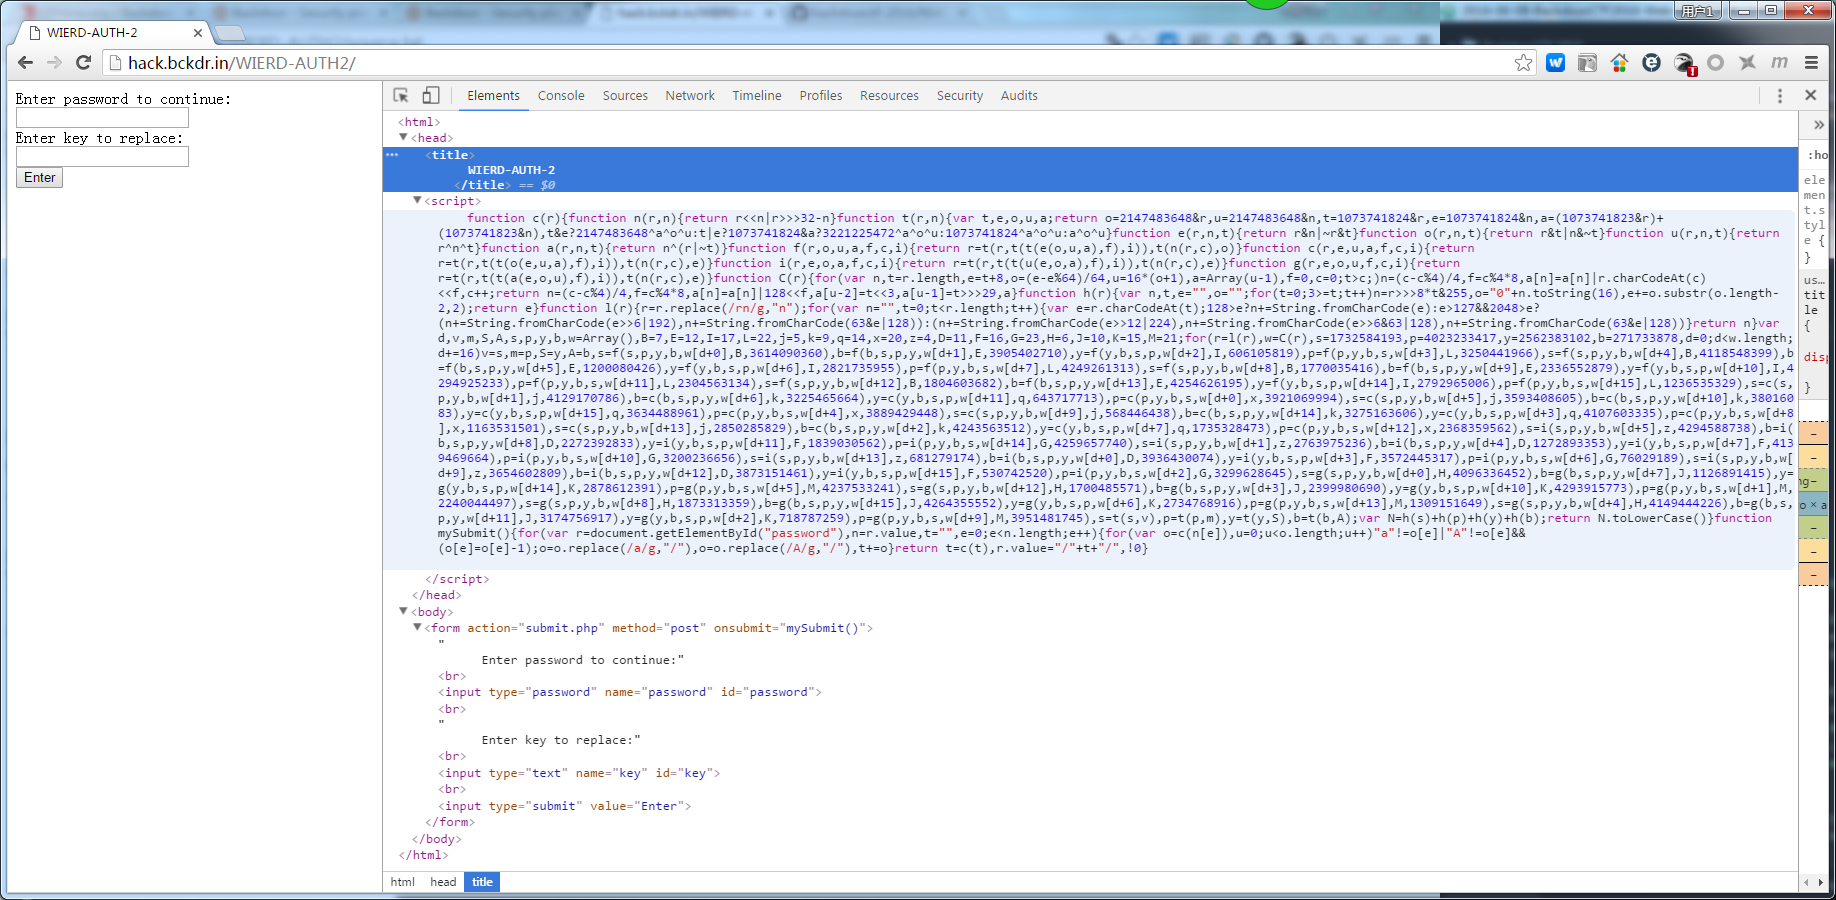 用户1
WIERD-AUTH-2
hack.bckdr.in/WIERD-AUTH2/
Enter password to continue:
Enter key to replace:
Enter
Elements Console Sources Network Timeline Profiles Resources Security Audits
<html>
<head>
<title>
WIERD-AUTH-2
</title> == $0
<script>
function c(r){function n(r,n){return r<<n|r>>>32-n}function t(r,n){var t,e,o,u,a;return o=2147483648&r,u=2147483648&n,t=1073741824&r,e=1073741824&n,a=(1073741823&r)+
(1073741823&n),t&e?2147483648^a^o^u:t|e?1073741824&a?3221225472^a^o^u:1073741824^a^o^u:a^o^u}function e(r,n,t){return r&n|~r&t}function o(r,n,t){return r&t|n&~t}function u(r,n,t){return
r^n^t}function a(r,n,t){return n^(r|~t)}function f(r,o,u,a,f,c,i){return r=t(r,t(t(e(o,u,a),f),i)),t(n(r,c),o)}function c(r,e,u,a,f,c,i){return
r=t(r,t(t(o(e,u,a),f),i)),t(n(r,c),e)}function i(r,e,o,a,f,c,i){return r=t(r,t(t(u(e,o,a),f),i)),t(n(r,c),e)}function g(r,e,o,u,f,c,i){return
r=t(r,t(t(a(e,o,u),f),i)),t(n(r,c),e)}function C(r){for(var n,t=r.length,e=t+8,o=(e-e%64)/64,u=16*(o+1),a=Array(u-1),f=0,c=0;t>c;)n=(c-c%4)/4,f=c%4*8,a[n]=a[n]|r.charCodeAt(c)
<<f,c++;return n=(c-c%4)/4,f=c%4*8,a[n]=a[n]|128<<f,a[u-2]=t<<3,a[u-1]=t>>>29,a}function h(r){var n,t,e="",o="";for(t=0;3>=t;t++)n=r>>>8*t&255,o="0"+n.toString(16),e+=o.substr(o.length-
2,2);return e}function l(r){r=r.replace(/rn/g,"n");for(var n="",t=0;t<r.length;t++){var e=r.charCodeAt(t);128>e?n+=String.fromCharCode(e):e>127&&2048>e?
(n+=String.fromCharCode(e>>6|192),n+=String.fromCharCode(63&e|128)):(n+=String.fromCharCode(e>>12|224),n+=String.fromCharCode(e>>6&63|128),n+=String.fromCharCode(63&e|128))}return n}var
d,v,m,S,A,s,p,y,b,w=Array(),B=7,E=12,I=17,L=22,j=5,k=9,q=14,x=20,z=4,D=11,F=16,G=23,H=6,J=10,K=15,M=21;for(r=l(r),w=C(r),s=1732584193,p=4023233417,y=2562383102,b=271733878,d=0;d<w.length;
d+=16)v=s,m=p,S=y,A=b,s=f(s,p,y,b,w[d+0],B,3614090360),b=f(b,s,p,y,w[d+1],E,3905402710),y=f(y,b,s,p,w[d+2],I,606105819),p=f(p,y,b,s,w[d+3],L,3250441966),s=f(s,p,y,b,w[d+4],B,4118548399),b
=f(b,s,p,y,w[d+5],E,1200080426),y=f(y,b,s,p,w[d+6],I,2821735955),p=f(p,y,b,s,w[d+7],L,4249261313),s=f(s,p,y,b,w[d+8],B,1770035416),b=f(b,s,p,y,w[d+9],E,2336552879),y=f(y,b,s,p,w[d+10],I,4
294925233),p=f(p,y,b,s,w[d+11],L,2304563134),s=f(s,p,y,b,w[d+12],B,1804603682),b=f(b,s,p,y,w[d+13],E,4254626195),y=f(y,b,s,p,w[d+14],I,2792965006),p=f(p,y,b,s,w[d+15],L,1236535329),s=c(s,
p,y,b,w[d+1],j,4129170786),b=c(b,s,p,y,w[d+6],k,3225465664),y=c(y,b,s,p,w[d+11],q,643717713),p=c(p,y,b,s,w[d+0],x,3921069994),s=c(s,p,y,b,w[d+5],j,3593408605),b=c(b,s,p,y,w[d+10],k,380160
83),y=c(y,b,s,p,w[d+15],q,3634488961),p=c(p,y,b,s,w[d+4],x,3889429448),s=c(s,p,y,b,w[d+9],j,568446438),b=c(b,s,p,y,w[d+14],k,3275163606),y=c(y,b,s,p,w[d+3],q,4107603335),p=c(p,y,b,s,w[d+8
],x,1163531501),s=c(s,p,y,b,w[d+13],j,2850285829),b=c(b,s,p,y,w[d+2],k,4243563512),y=c(y,b,s,p,w[d+7],q,1735328473),p=c(p,y,b,s,w[d+12],x,2368359562),s=i(s,p,y,b,w[d+5],z,4294588738),b=i(
b,s,p,y,w[d+8],D,2272392833),y=i(y,b,s,p,w[d+11],F,1839030562),p=i(p,y,b,s,w[d+14],G,4259657740),s=i(s,p,y,b,w[d+1],z,2763975236),b=i(b,s,p,y,w[d+4],D,1272893353),y=i(y,b,s,p,w[d+7],F,413
9469664),p=i(p,y,b,s,w[d+10],G,3200236656),s=i(s,p,y,b,w[d+13],z,681279174),b=i(b,s,p,y,w[d+0],D,3936430074),y=i(y,b,s,p,w[d+3],F,3572445317),p=i(p,y,b,s,w[d+6],G,76029189),s=i(s,p,y,b,w[
d+9],z,3654602809),b=i(b,s,p,y,w[d+12],D,3873151461),y=i(y,b,s,p,w[d+15],F,530742520),p=i(p,y,b,s,w[d+2],G,3299628645),s=g(s,p,y,b,w[d+0],H,4096336452),b=g(b,s,p,y,w[d+7],J,1126891415),y=
g(y,b,s,p,w[d+14],K,2878612391),p=g(p,y,b,s,w[d+5],M,4237533241),s=g(s,p,y,b,w[d+12],H,1700485571),b=g(b,s,p,y,w[d+3],J,2399980690),y=g(y,b,s,p,w[d+10],K,4293915773),p=g(p,y,b,s,w[d+1],M,
2240044497),s=g(s,p,y,b,w[d+8],H,1873313359),b=g(b,s,p,y,w[d+15],J,4264355552),y=g(y,b,s,p,w[d+6],K,2734768916),p=g(p,y,b,s,w[d+13],M,1309151649),s=g(s,p,y,b,w[d+4],H,4149444226),b=g(b,s,
p,y,w[d+11],J,3174756917),y=g(y,b,s,p,w[d+2],K,718787259),p=g(p,y,b,s,w[d+9],M,3951481745),s=t(s,v),p=t(p,m),y=t(y,S),b=t(b,A);var N=h(s)+h(p)+h(y)+h(b);return N.toLowerCase()}function
mySubmit(){for(var r=document.getElementById("password"),n=r.value,t="",e=0;e<n.length;e++){for(var o=c(n[e]),u=0;u<o.length;u++)"a"!=o[e]|"A"!=o[e]&&
(o[e]=o[e]-1);o=o.replace(/a/g,"/"),o=o.replace(/A/g,"/"),t+=o}return t=c(t),r.value="/"+t+"/",!0}
</script>
</head>
<body>
<form action="submit.php" method="post" onsubmit="mySubmit()">
"
Enter password to continue:"
<br>
<input type="password" name="password" id="password">
<br>
"
Enter key to replace:"
<br>
<input type="text" name="key" id="key">
<br>
<input type="submit" value="Enter">
</form>
</body>
</html>
html head title
:ho
ele
men
t.s
tyl
e {
}
us…
tit
le
{
disp
}
ng-
o × a